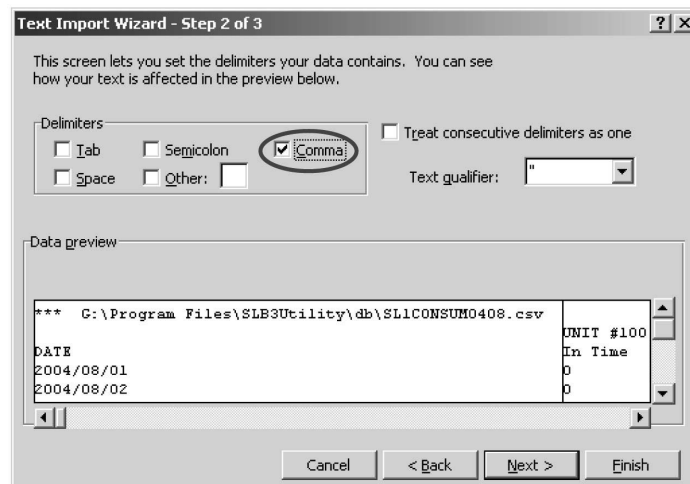 Text Import Wizard - Step 2 of 3
This screen lets you set the delimiters your data contains. You can see
how your text is affected in the preview below.
Delimiters
Tab Semicolon Comma
Space Other:
Treat consecutive delimiters as one
Text qualifier: "
Data preview
*** G:\Program Files\SLB3Utility\db\SL1CONSUM0408.csv
UNIT #100
DATE In Time
2004/08/01 0
2004/08/02 0
Cancel < Back Next > Finish